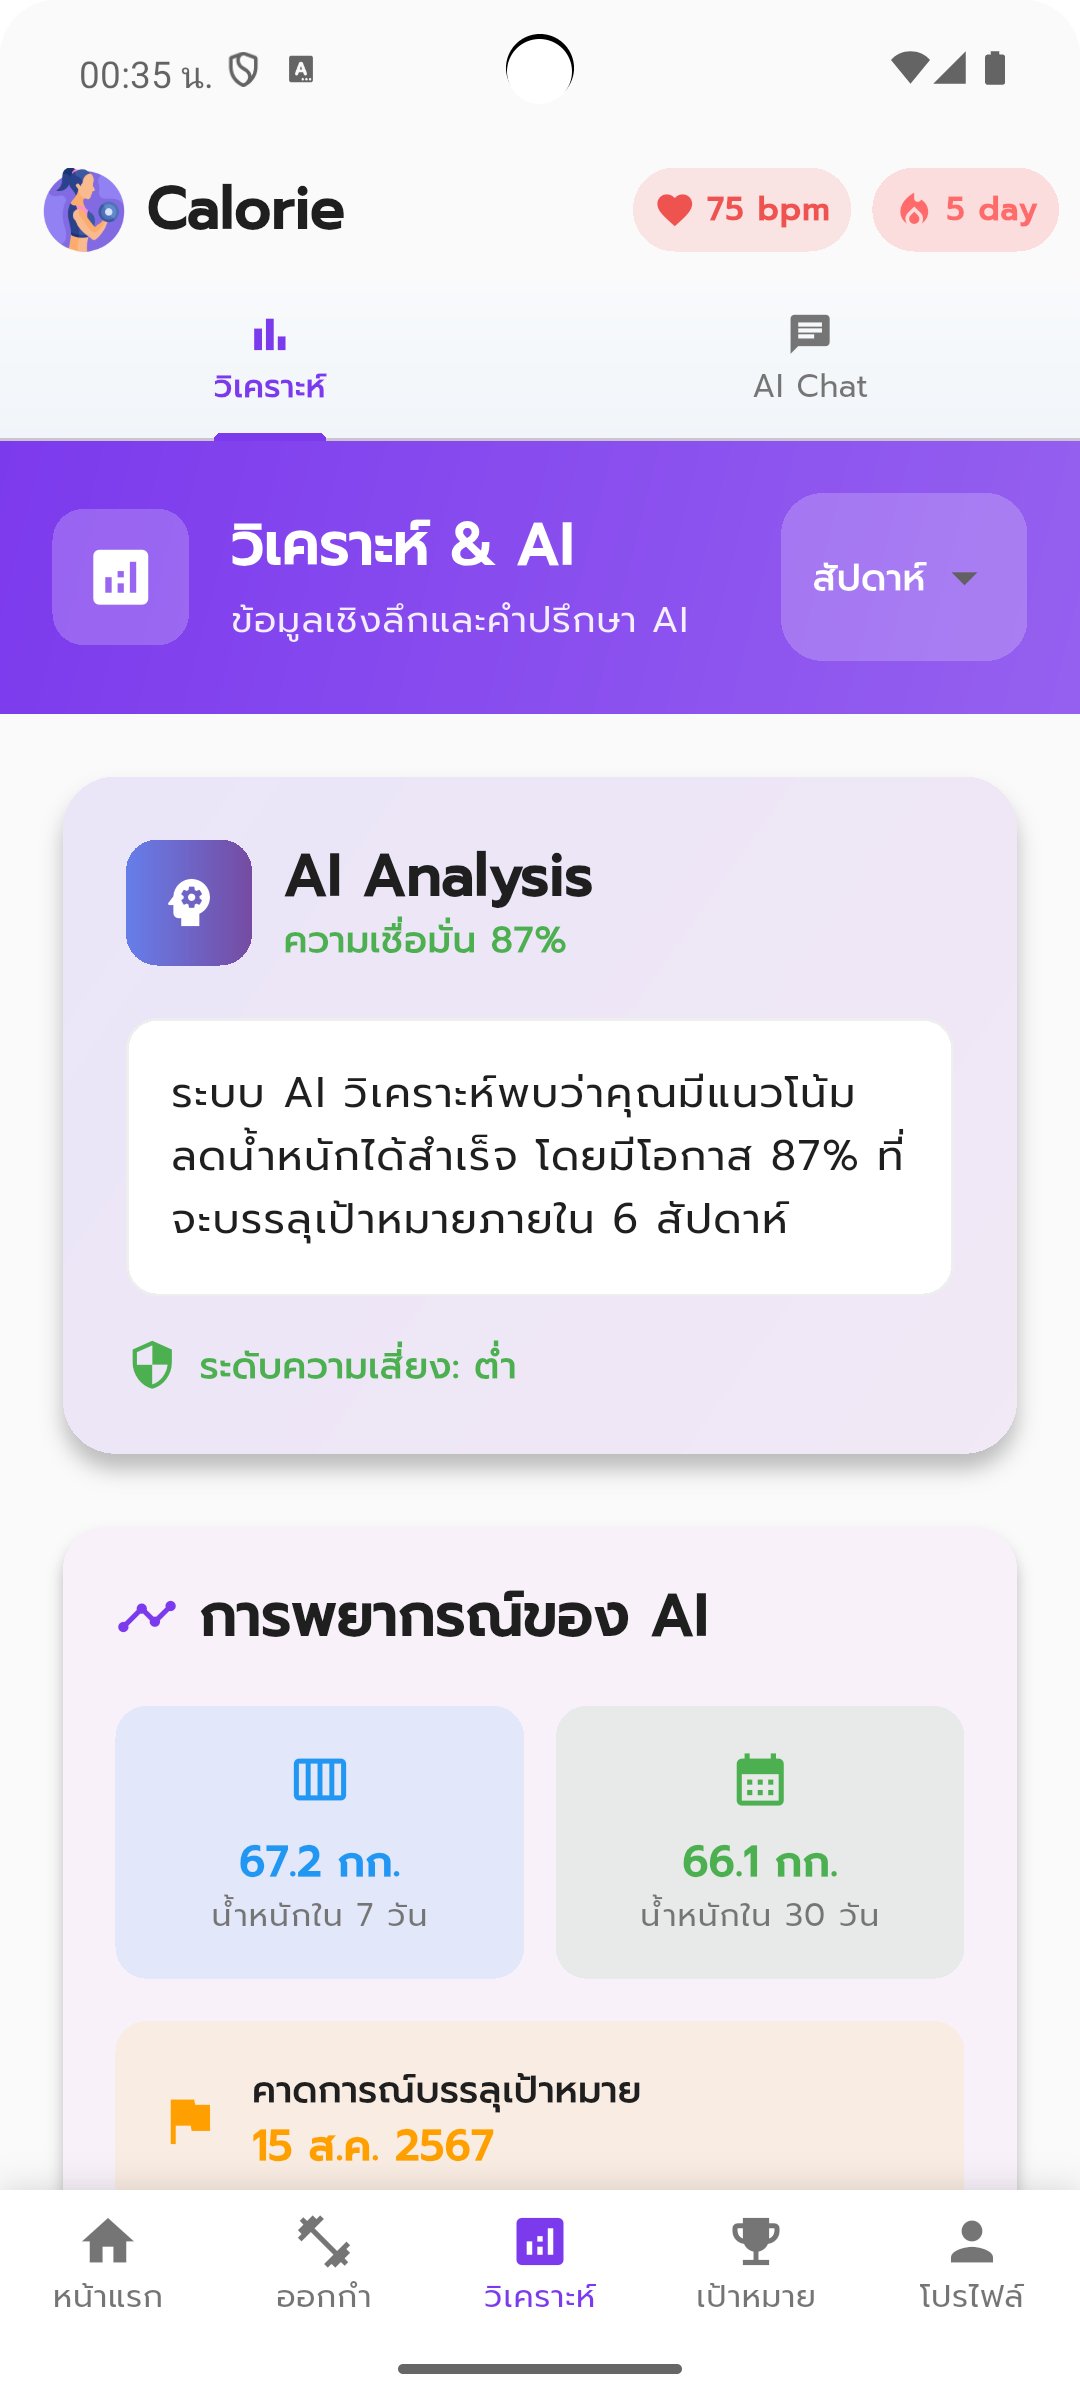 00:35 น.
Calorie
75 bpm
5 day
วิเคราะห์
AI Chat
วิเคราะห์ & AI
ข้อมูลเชิงลึกและคำปรึกษา AI
สัปดาห์
AI Analysis
ความเชื่อมั่น 87%
ระบบ AI วิเคราะห์พบว่าคุณมีแนวโน้ม
ลดน้ำหนักได้สำเร็จ โดยมีโอกาส 87% ที่
จะบรรลุเป้าหมายภายใน 6 สัปดาห์
ระดับความเสี่ยง: ต่ำ
การพยากรณ์ของ AI
67.2 กก.
น้ำหนักใน 7 วัน
66.1 กก.
น้ำหนักใน 30 วัน
คาดการณ์บรรลุเป้าหมาย
15 ส.ค. 2567
หน้าแรก
ออกกำ
วิเคราะห์
เป้าหมาย
โปรไฟล์